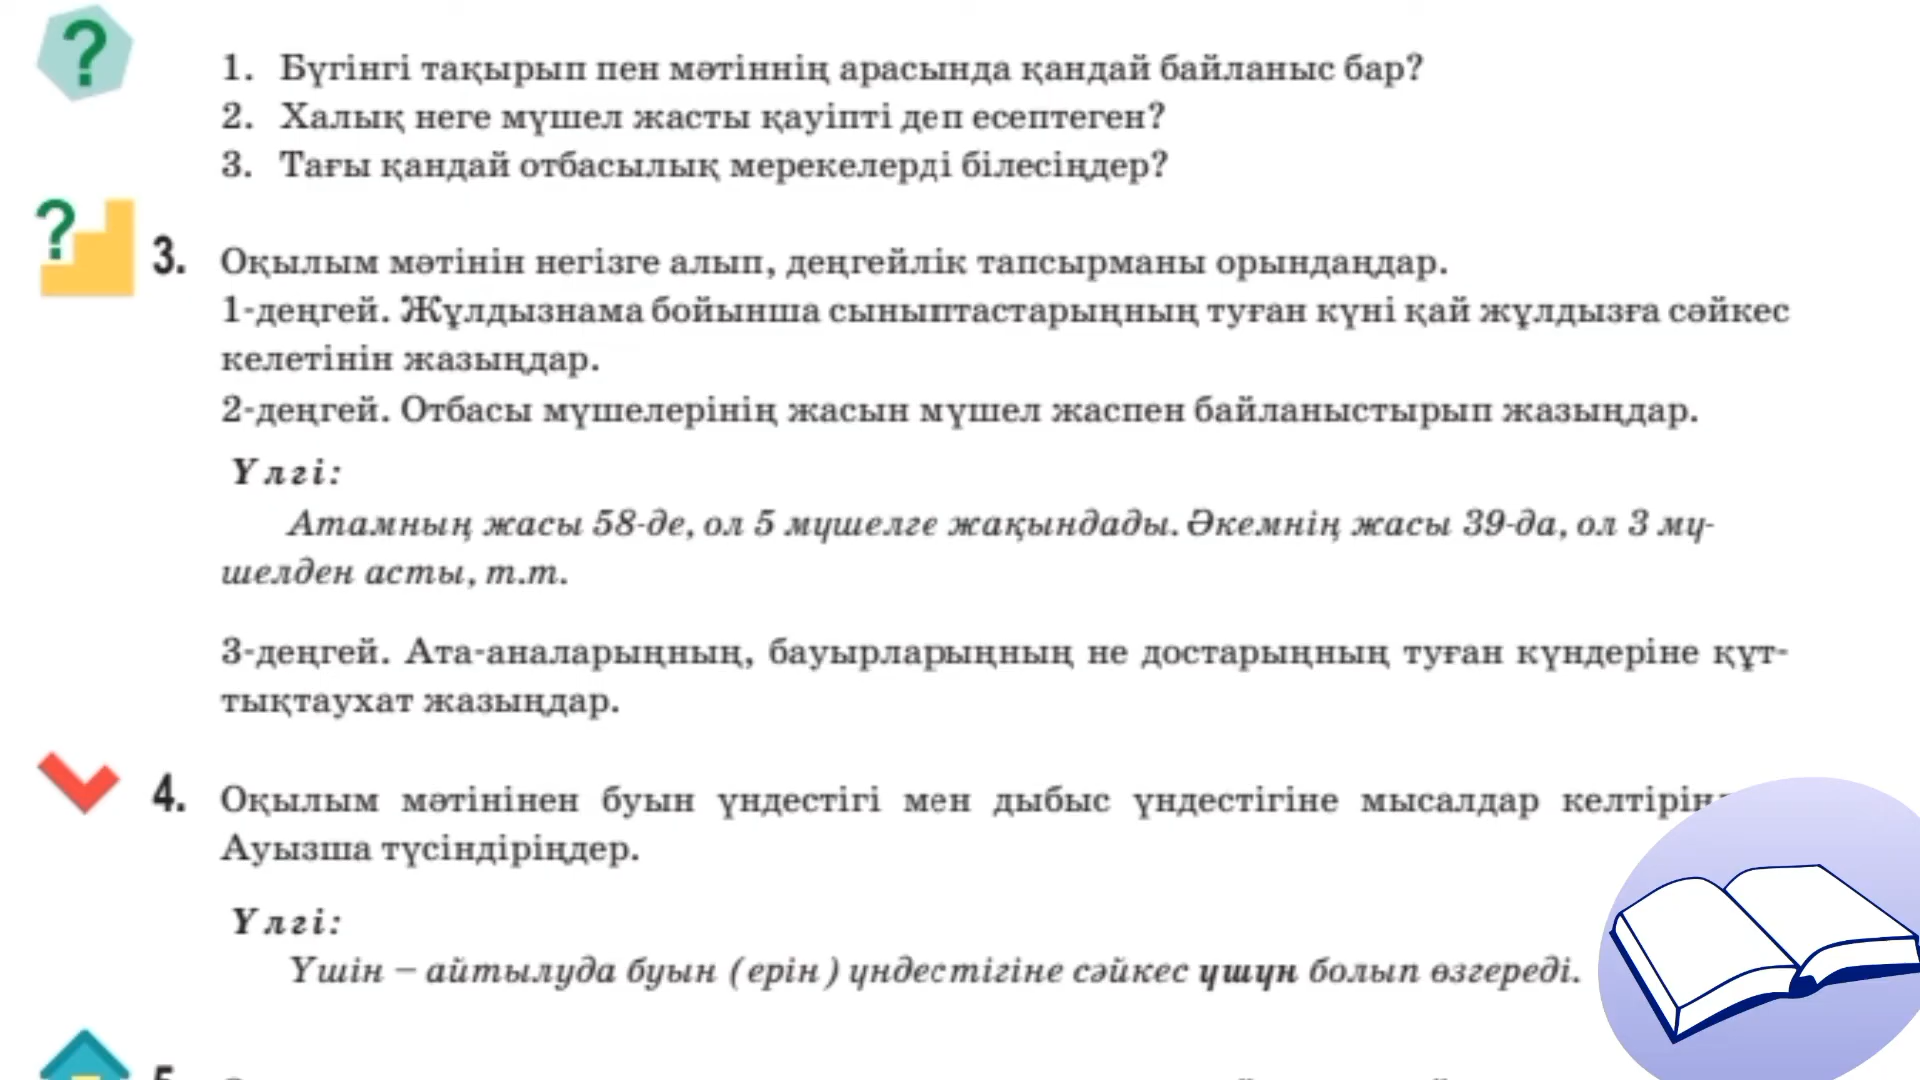 ?
1. Бүгінгі тақырып пен мәтіннің арасында қандай байланыс бар?
2. Халық неге мүшел жасты қауіпті деп есептеген?
3. Тағы қандай отбасылық мерекелерді білесіңдер?
?
3. Оқылым мәтінін негізге алып, деңгейлік тапсырманы орындаңдар.
1-деңгей. Жұлдызнама бойынша сыныптастарыңның туған күні қай жұлдызға сәйкес
келетінін жазыңдар.
2-деңгей. Отбасы мүшелерінің жасын мүшел жаспен байланыстырып жазыңдар.
Үлгі:
Атамның жасы 58-де, ол 5 мүшелге жақындады. Әкемнің жасы 39-да, ол 3 мү-
шелден асты, т.т.
3-деңгей. Ата-аналарыңның, бауырларыңның не достарыңның туған күндеріне құт-
тықтаухат жазыңдар.
4. Оқылым мәтінінен буын үндестігі мен дыбыс үндестігіне мысалдар
Ауызша түсіндіріңдер.
Үлгі:
Үшін – айтылуда буын (ерін) үндестігіне сәйкес үшүн болып өзгереді.